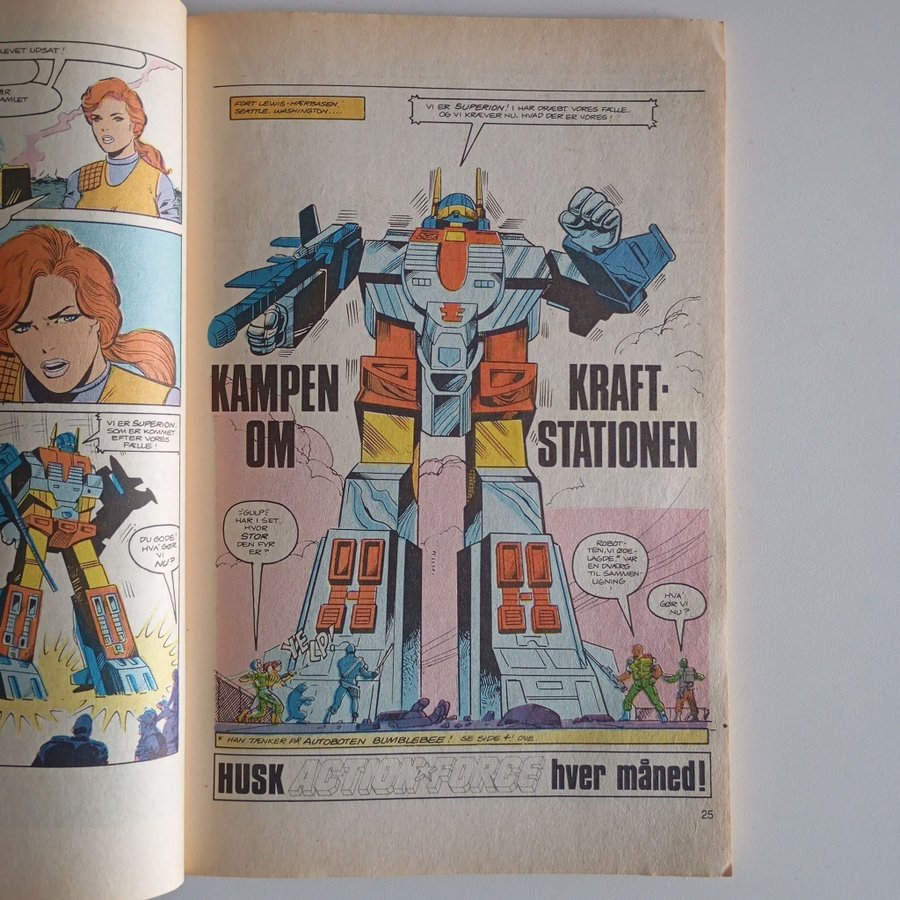 LEVET UDSAT!
AMLET
VI ER SUPERION,
SOM ER KOMMET
EFTER VORES
FÆLLE!
DU GODE!
HVA' GØR
VI
NU?
FORT LEWIS-HÆRBASEN,
SEATTLE, WASHINGTON....
VI ER SUPERION! I HAR DRÆBT VORES FÆLLE,
OG VI KRÆVER NU, HVAD DER ER VORES!
KAMPEN
OM
KRAFT-
STATIONEN
GULP!
HAR I SET,
HVOR
STOR
DEN FYR
ER?
YIELP!
ROBOT-
TEN, VI ØDE-
LAGDE,* VAR
EN DVÆRG
TIL SAMMEN-
LIGNING!
HVA'
GØR VI
NU?
* HAN TÆNKER PÅ AUTOBOTEN BUMBLEBEE! SE SIDE 4! OVE
HUSK ACTION FORCE hver måned!
25